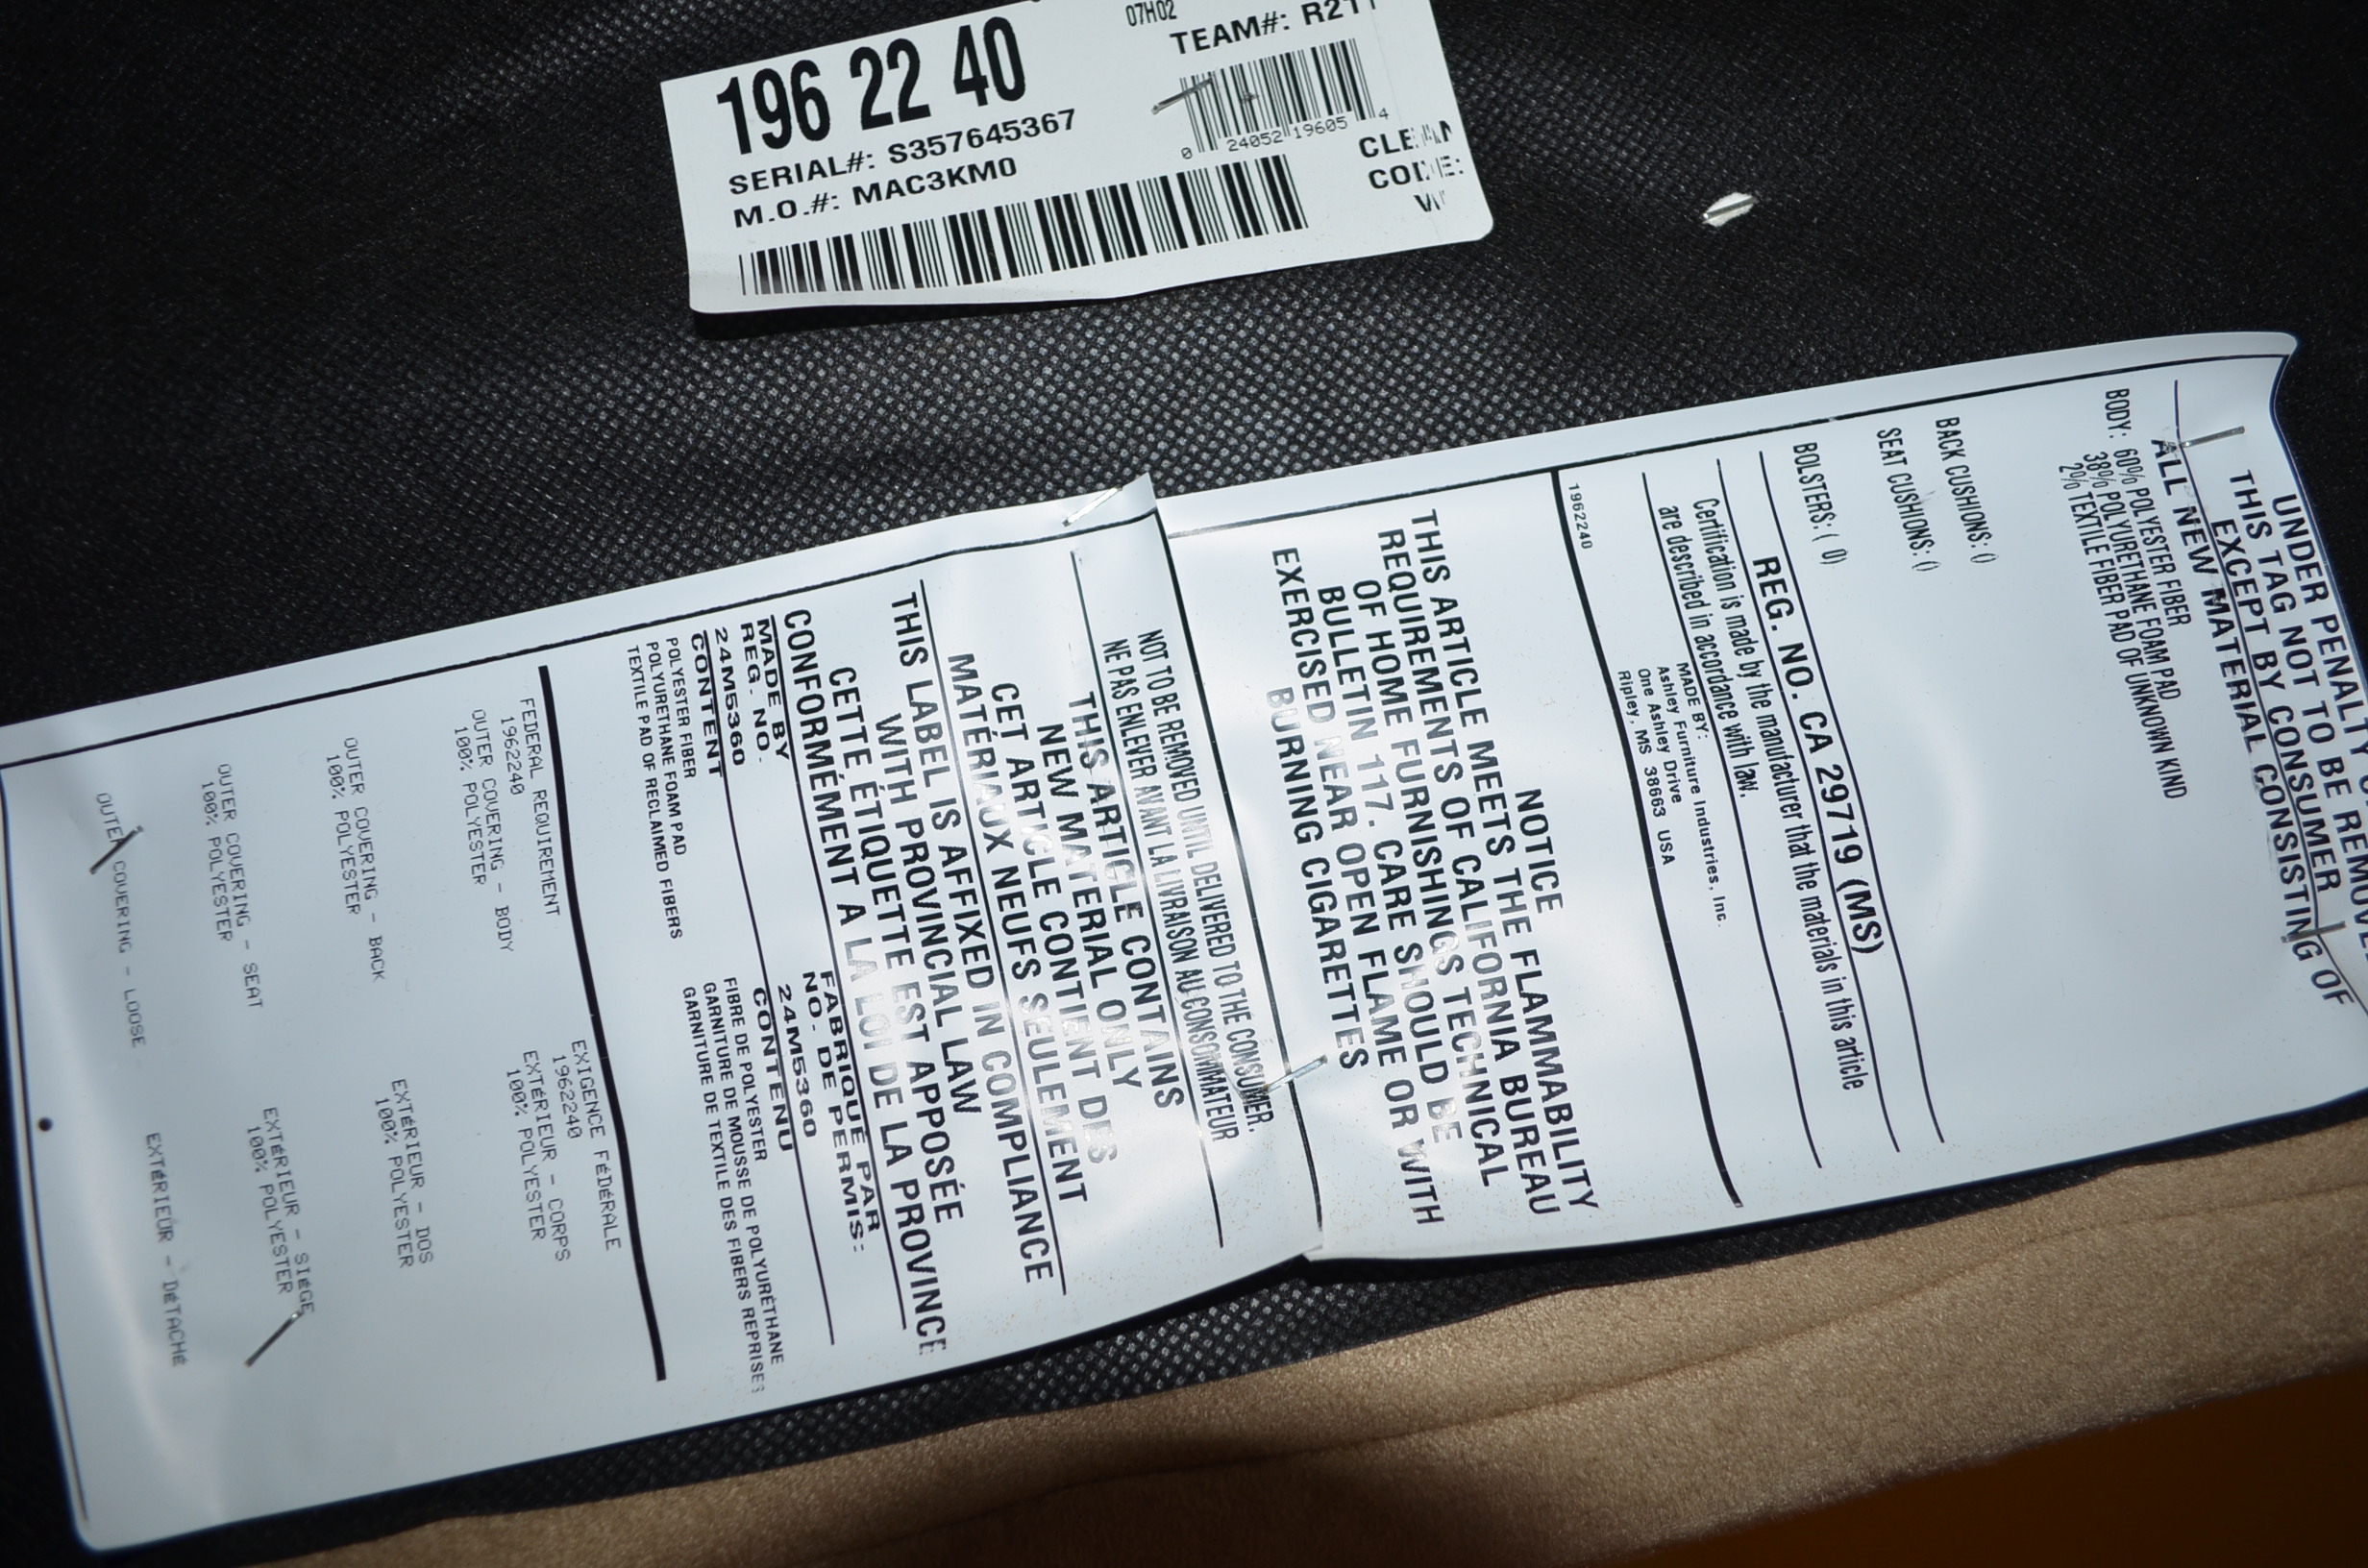 07H02
TEAM#: R211
196 22 40
SERIAL#: S357645367
M.O.#: MAC3KM0
0 24052 19605 4
CLEAN
CODE:
W
UNDER PENALTY
THIS TAG NOT TO BE REMOVED
EXCEPT BY CONSUMER
ALL NEW MATERIAL CONSISTING OF
BODY: 60% POLYESTER FIBER
38% POLYURETHANE FOAM PAD
2% TEXTILE FIBER PAD OF UNKNOWN KIND
BACK CUSHIONS: ()
SEAT CUSHIONS: ()
BOLSTERS: ( 0)
REG. NO. CA 29719 (MS)
Certification is made by the manufacturer that the materials in this article
are described in accordance with law.
MADE BY:
Ashley Furniture Industries, Inc.
One Ashley Drive
Ripley, MS 38663 USA
1962240
NOTICE
THIS ARTICLE MEETS THE FLAMMABILITY
REQUIREMENTS OF CALIFORNIA BUREAU
OF HOME FURNISHINGS TECHNICAL
BULLETIN 117. CARE SHOULD BE
EXERCISED NEAR OPEN FLAME OR WITH
BURNING CIGARETTES
NOT TO BE REMOVED UNTIL DELIVERED TO THE CONSUMER.
NE PAS ENLEVER AVANT LA LIVRAISON AU CONSOMMATEUR
THIS ARTICLE CONTAINS
NEW MATERIAL ONLY
CET ARTICLE CONTIENT DES
MATÉRIAUX NEUFS SEULEMENT
THIS LABEL IS AFFIXED IN COMPLIANCE
WITH PROVINCIAL LAW
CETTE ÉTIQUETTE EST APPOSÉE
CONFORMÉMENT A LA LOI DE LA PROVINCE
MADE BY FABRIQUÉ PAR
REG. NO. NO. DE PERMIS:
24M5360 24M5360
CONTENT CONTENU
POLYESTER FIBER FIBRE DE POLYESTER
POLYURETHANE FOAM PAD GARNITURE DE MOUSSE DE POLYURÉTHANE
TEXTILE PAD OF RECLAIMED FIBERS GARNITURE DE TEXTILE DES FIBERS REPRISES
FEDERAL REQUIREMENT EXIGENCE FÉDÉRALE
1962240 1962240
OUTER COVERING - BODY EXTÉRIEUR - CORPS
100% POLYESTER 100% POLYESTER
OUTER COVERING - BACK EXTÉRIEUR - DOS
100% POLYESTER 100% POLYESTER
OUTER COVERING - SEAT EXTÉRIEUR - SIÉGE
100% POLYESTER 100% POLYESTER
OUTER COVERING - LOOSE EXTÉRIEUR - DÉTACHÉ